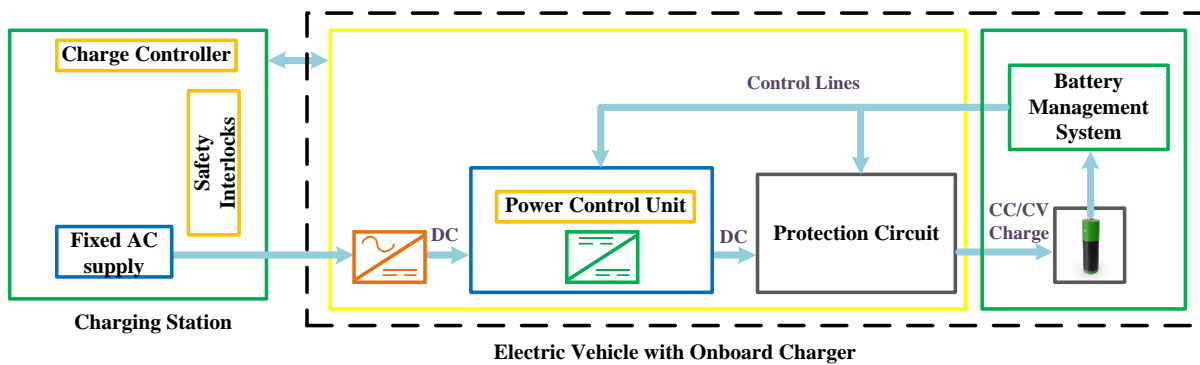 Charge Controller
Safety
Interlocks
Fixed AC
supply
Charging Station
Control Lines
Battery
Management
System
Power Control Unit
DC
DC
Protection Circuit
CC/CV
Charge
Electric Vehicle with Onboard Charger